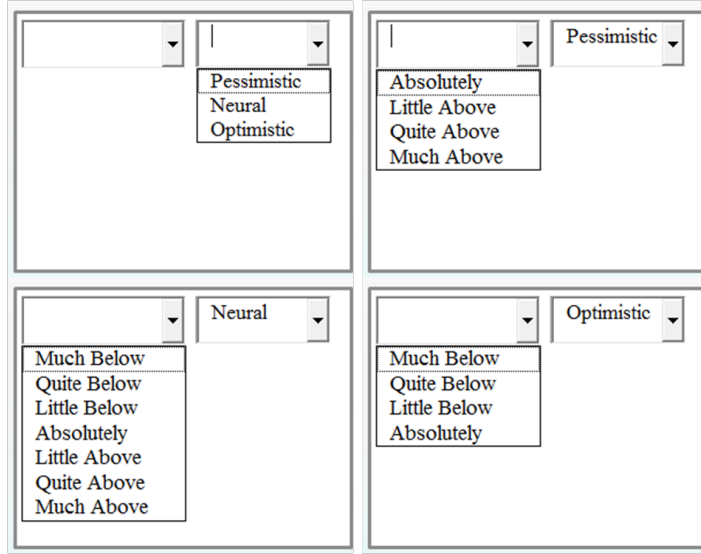 Pessimistic
Neural
Optimistic
Pessimistic
Absolutely
Little Above
Quite Above
Much Above
Neural
Much Below
Quite Below
Little Below
Absolutely
Little Above
Quite Above
Much Above
Optimistic
Much Below
Quite Below
Little Below
Absolutely